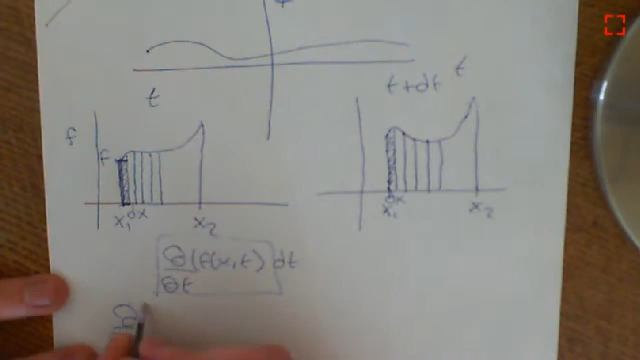 t
t+dt
t
f
f
x₁ dx x₂
x₁ dx x₂
∂/∂t (f(x,t)) dt